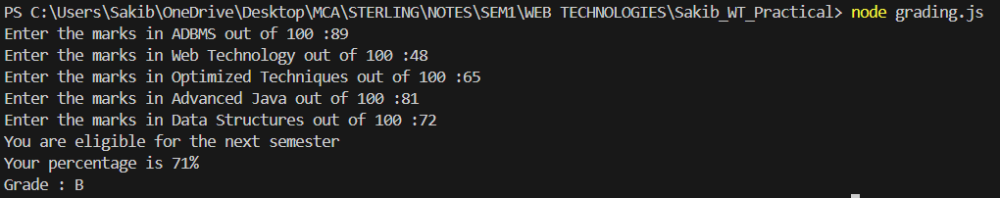 PS C:\Users\Sakib\OneDrive\Desktop\MCA\STERLING\NOTES\SEM1\WEB TECHNOLOGIES\Sakib_WT_Practical> node grading.js
Enter the marks in ADBMS out of 100 :89
Enter the marks in Web Technology out of 100 :48
Enter the marks in Optimized Techniques out of 100 :65
Enter the marks in Advanced Java out of 100 :81
Enter the marks in Data Structures out of 100 :72
You are eligible for the next semester
Your percentage is 71%
Grade : B